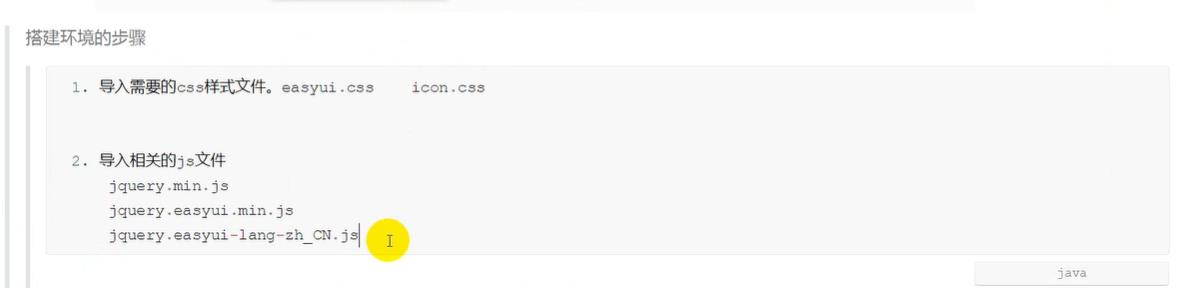 搭建环境的步骤
1. 导入需要的css样式文件。easyui.css    icon.css
2. 导入相关的js文件
jquery.min.js
jquery.easyui.min.js
jquery.easyui-lang-zh_CN.js
java